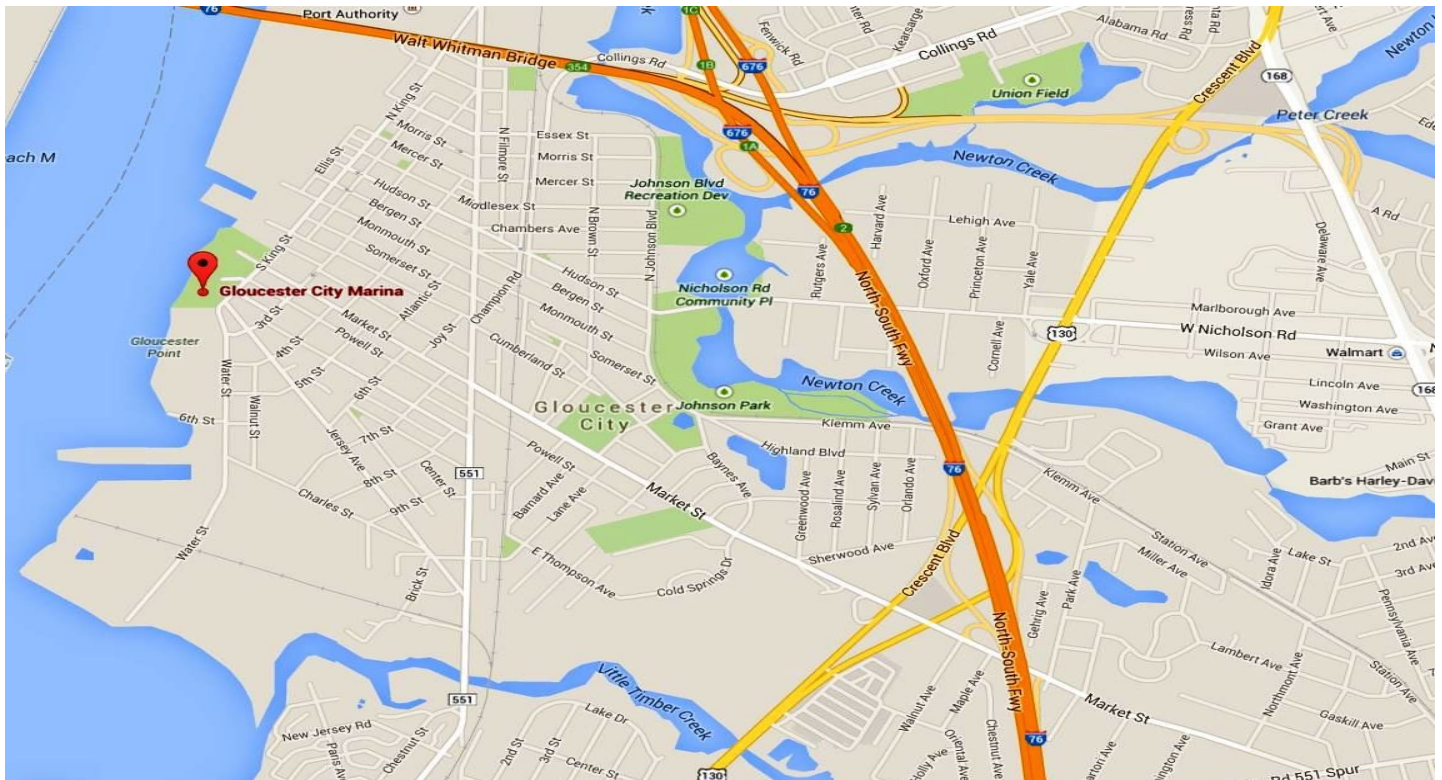 76
Port Authority
Walt Whitman Bridge
354
Collings Rd
1C
1B
676
Fenwick Rd
Kearsarge
Collings Rd
Alabama Ave
Crescent Blvd
168
Newton
Union Field
Peter Creek
each M
N King St
Morris St
Mercer St
Ellis St
N Filmore St
Essex St
Morris St
Mercer St
676
1A
Newton Creek
76
Johnson Blvd
Recreation Dev
Hudson St
Middlesex St
Bergen St
Chambers Ave
N Brown St
N Johnson Blvd
2
Harvard Ave
Lehigh Ave
Delaware Ave
A Rd
Monmouth St
S King St
Somerset St
Rutgers Ave
Oxford Ave
Princeton Ave
Yale Ave
Gloucester City Marina
Atlantic St
Champion Rd
Hudson St
Bergen St
Nicholson Rd
Community Pl
North-South Fwy
Marlborough Ave
W Nicholson Rd
130
3rd St
Market St
Monmouth St
Gloucester
Point
4th St
Powell St
Joy St
Cumberland St
Somerset St
Cornell Ave
Wilson Ave
Walmart
Water St
5th St
6th St
Newton Creek
Lincoln Ave
168
Walnut St
Gloucester
City
Johnson Park
Washington Ave
6th St
Jersey Ave
7th St
Klemm Ave
Grant Ave
Highland Blvd
Powell St
Baynes Ave
8th St
Center St
551
76
Main St
Barb's Harley-Dav
Charles St
9th St
Barnard Ave
Lane Ave
Market St
Greenwood Ave
Rosalind Ave
Sylvan Ave
Orlando Ave
Klemm Ave
Water St
Sherwood Ave
Crescent Blvd
Station Ave
Miller Ave
Lake St
2nd Av
3rd Ave
Idora Ave
E Thompson Ave
Cold Springs Dr
Brick St
Park Ave
Gehrig Ave
Pennsylvania Ave
North-South Fwy
Lambert Ave
Station Ave
Little Timber Creek
551
Walnut Ave
Maple Ave
Market St
Northmont Ave
New Jersey Rd
Lake Dr
Gaskill Ave
Paris Ave
Chestnut St
2nd St
3rd St
Center St
Holly Ave
Oriental Ave
Chestnut Ave
76
130
Rd 551 Spur